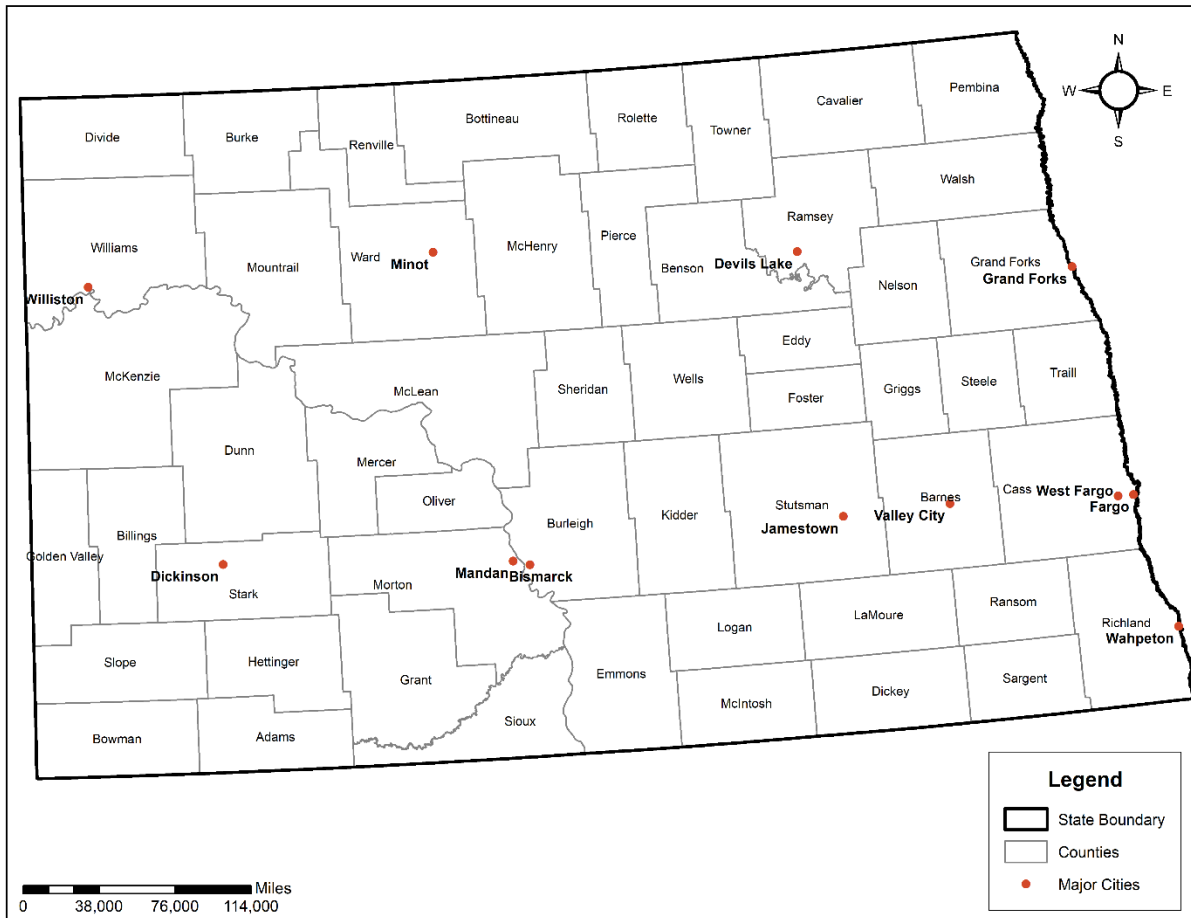 N
W E
S
Pembina
Cavalier
Bottineau
Rolette
Towner
Divide
Burke
Renville
Walsh
Ramsey
Williams
Mountrail
Ward
Minot
McHenry
Pierce
Benson
Devils Lake
Nelson
Grand Forks
Grand Forks
Williston
McKenzie
McLean
Sheridan
Wells
Eddy
Foster
Griggs
Steele
Traill
Dunn
Mercer
Oliver
Burleigh
Kidder
Stutsman
Jamestown
Barnes
Valley City
Cass
West Fargo
Fargo
Golden Valley
Billings
Dickinson
Stark
Morton
Mandan
Bismarck
Slope
Hettinger
Grant
Emmons
Logan
LaMoure
Ransom
Richland
Wahpeton
Bowman
Adams
Sioux
McIntosh
Dickey
Sargent
Legend
State Boundary
Counties
Major Cities
Miles
0 38,000 76,000 114,000